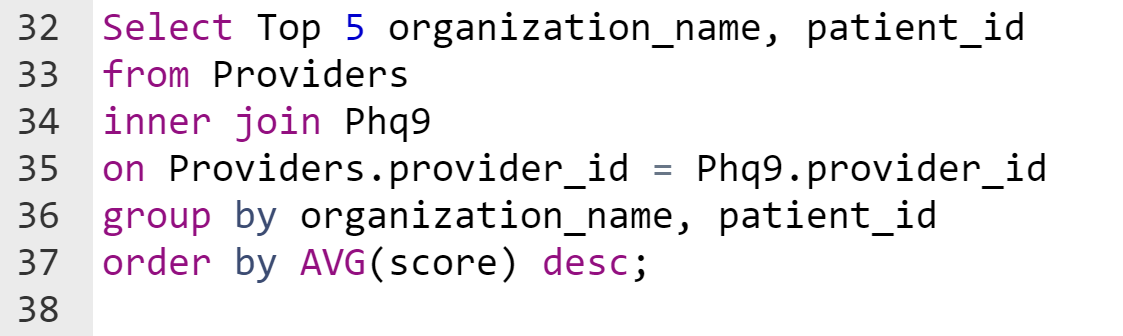 32 Select Top 5 organization_name, patient_id
33 from Providers
34 inner join Phq9
35 on Providers.provider_id = Phq9.provider_id
36 group by organization_name, patient_id
37 order by AVG(score) desc;
38